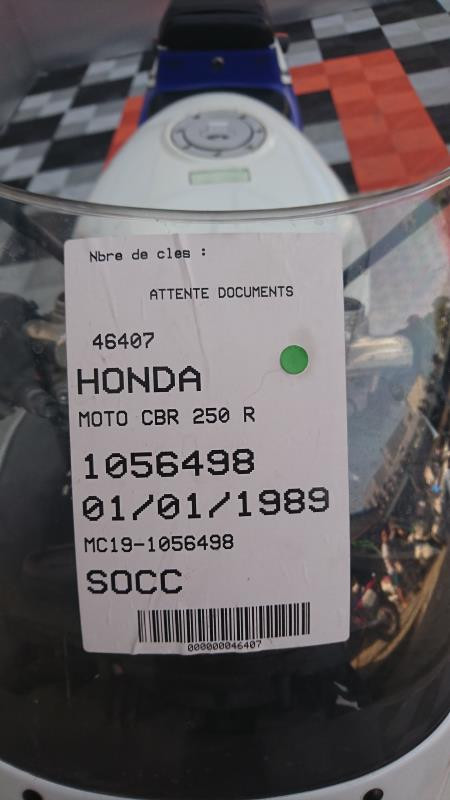 Nbre de cles :
ATTENTE DOCUMENTS
46407
HONDA
MOTO CBR 250 R
1056498
01/01/1989
MC19-1056498
SOCC
000000046407